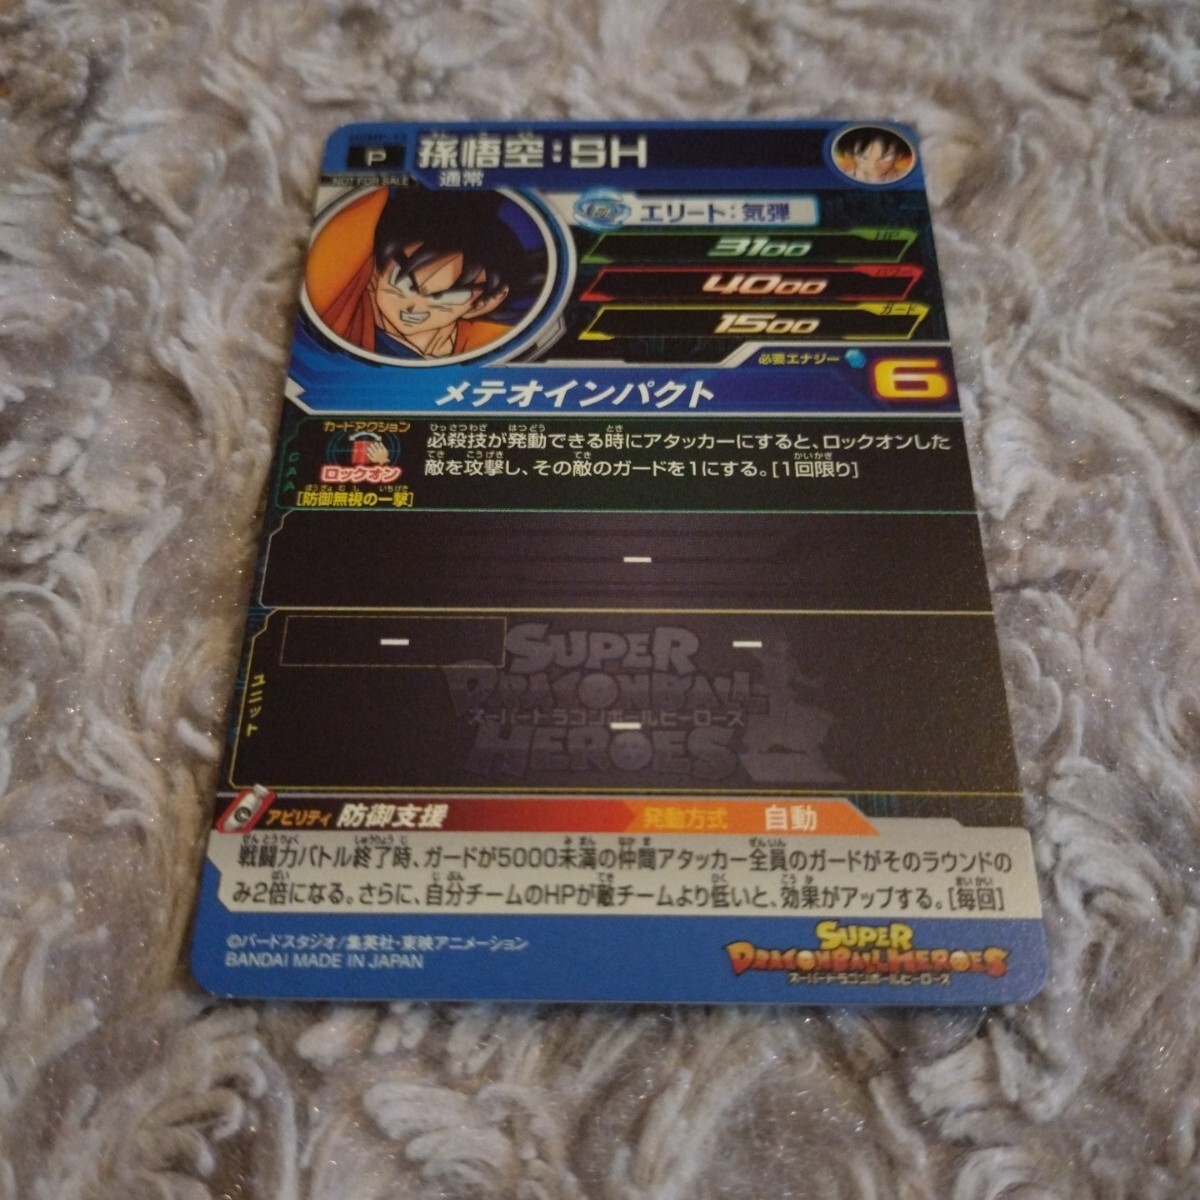 P
NOT FOR SALE
孫悟空:SH
通常
エリート:気弾
HP
3100
パワー
4000
ガード
1500
必要エナジー
6
メテオインパクト
カードアクション
ロックオン
[防御無視の一撃]
CAA
必殺技が発動できる時にアタッカーにすると、ロックオンした
敵を攻撃し、その敵のガードを1にする。[1回限り]
ー
ユニット
ー
ー
ー
SUPER
DRAGONBALL
スーパードラゴンボールヒーローズ
HEROES
アビリティ 防御支援
発動方式 自動
戦闘力バトル終了時、ガードが5000未満の仲間アタッカー全員のガードがそのラウンドの
み2倍になる。さらに、自分チームのHPが敵チームより低いと、効果がアップする。[毎回]
©バードスタジオ/集英社・東映アニメーション
BANDAI MADE IN JAPAN
SUPER
DRAGONBALL HEROES
スーパードラゴンボールヒーローズ